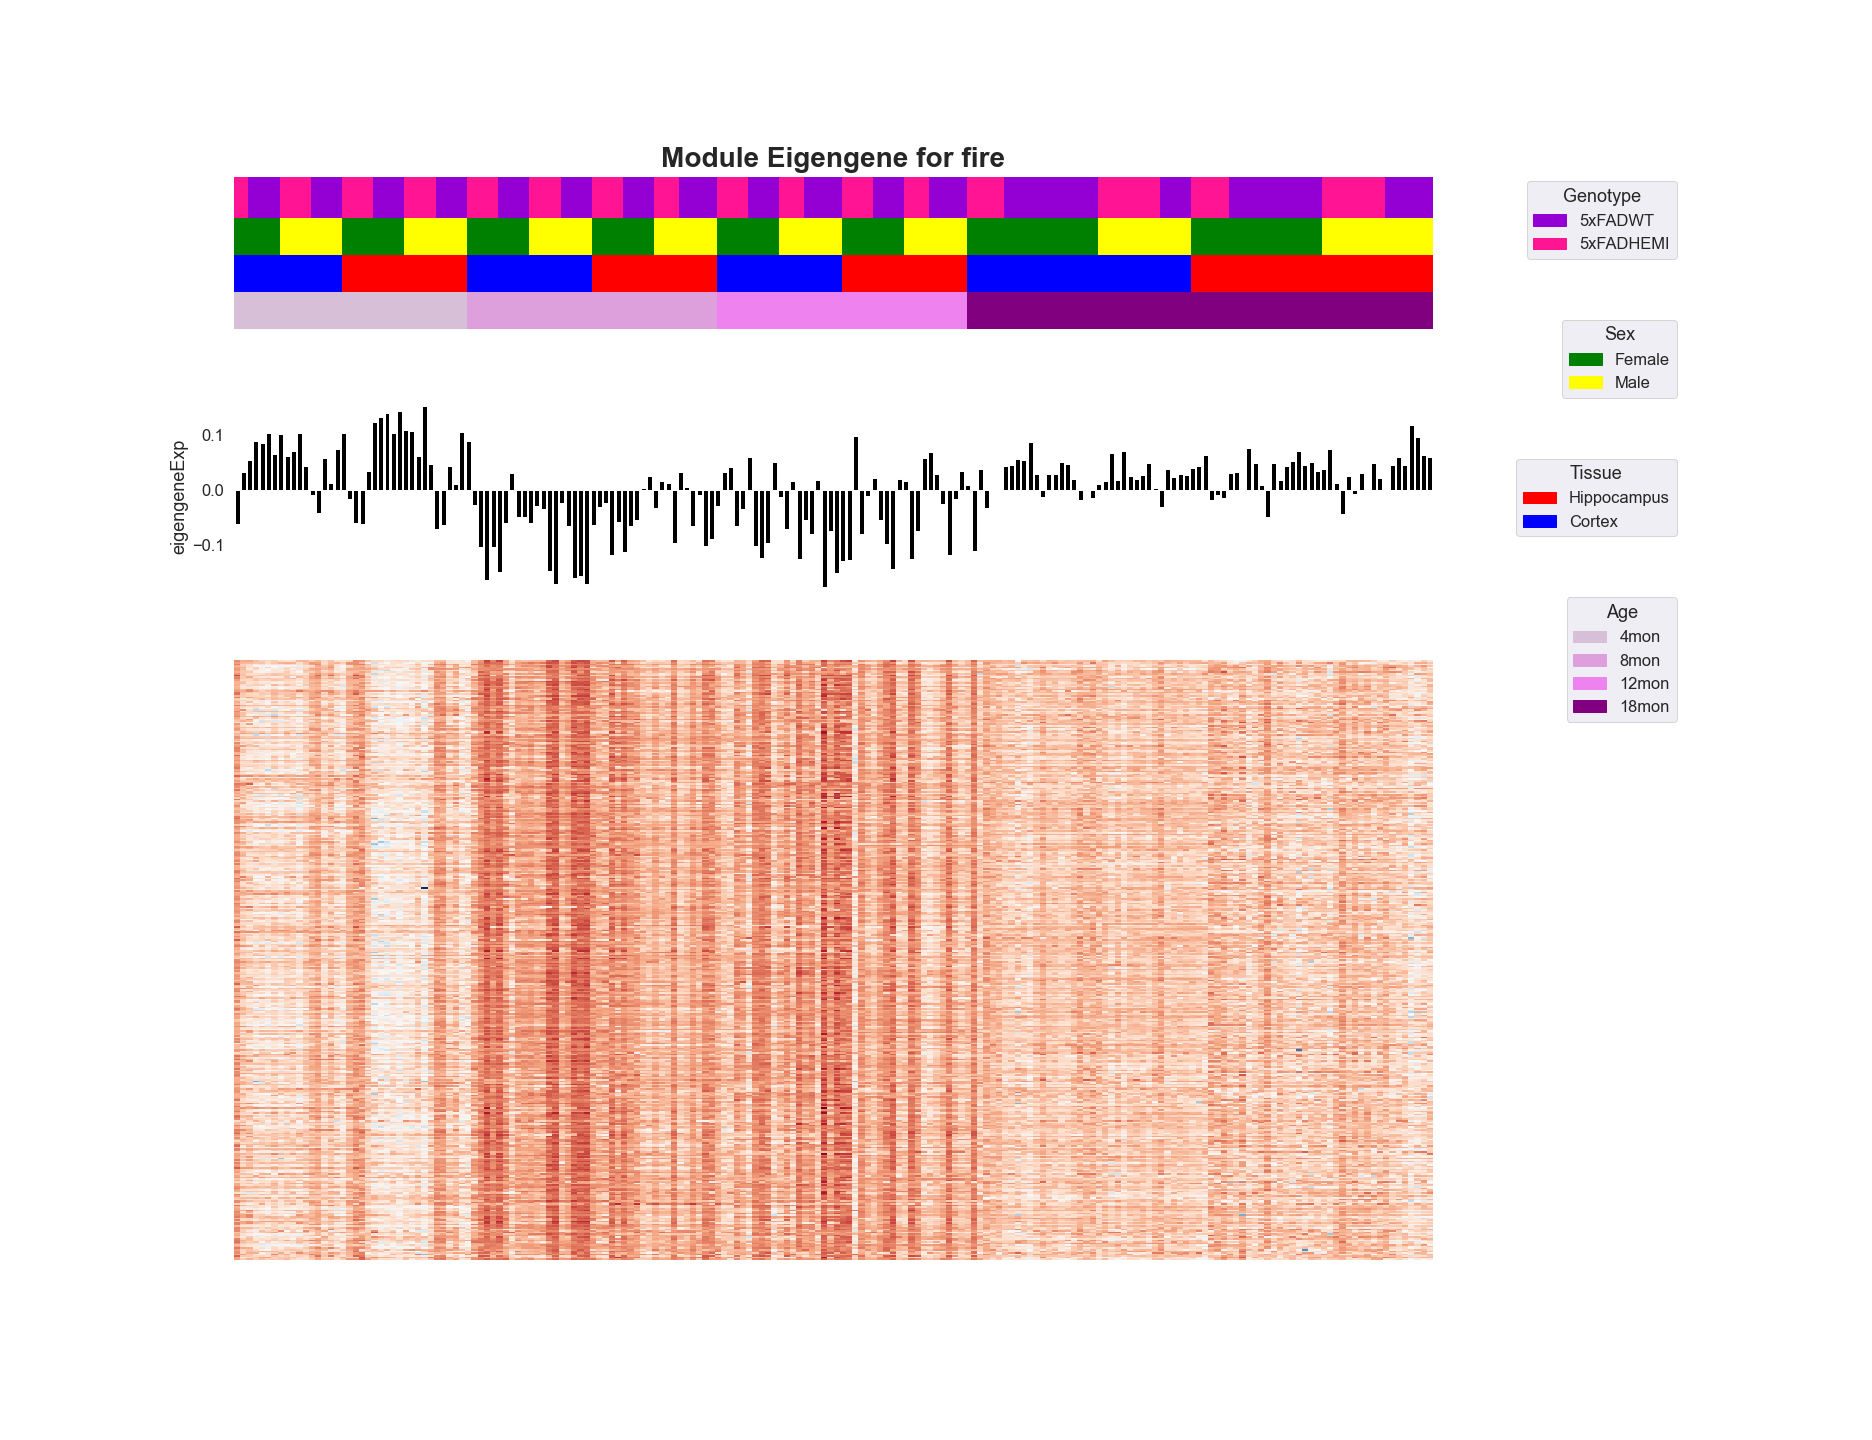 Module Eigengene for fire
Genotype
5xFADWT
5xFADHEMI
Sex
Female
Male
Tissue
Hippocampus
Cortex
Age
4mon
8mon
12mon
18mon
eigengeneExp
0.1
0.0
−0.1